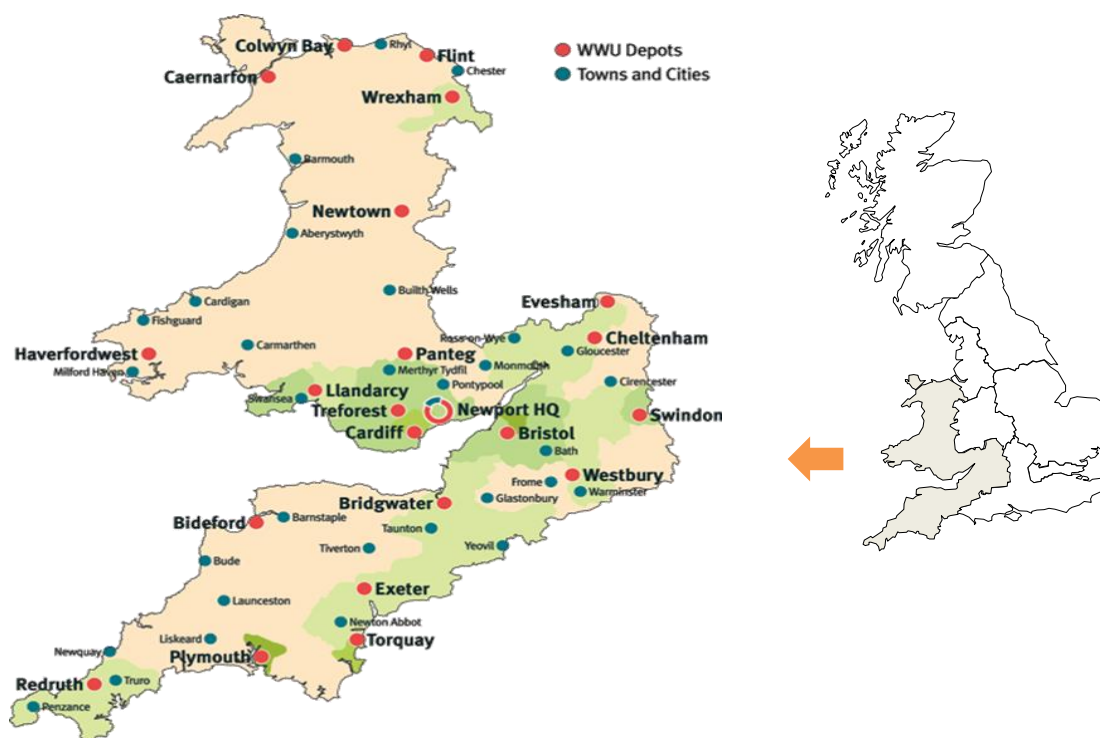 Colwyn Bay
Rhyl
Flint
WWU Depots
Towns and Cities
Caernarfon
Chester
Wrexham
Barmouth
Newtown
Aberystwyth
Builth Wells
Cardigan
Evesham
Fishguard
Ross-on-Wye
Cheltenham
Carmarthen
Haverfordwest
Panteg
Gloucester
Milford Haven
Merthyr Tydfil
Monmouth
Pontypool
Cirencester
Llandarcy
Swansea
Treforest
Newport HQ
Swindon
Cardiff
Bristol
Bath
Westbury
Frome
Warminster
Glastonbury
Bridgwater
Bideford
Barnstaple
Taunton
Tiverton
Yeovil
Bude
Exeter
Launceston
Newton Abbot
Liskeard
Torquay
Newquay
Plymouth
Redruth
Truro
Penzance